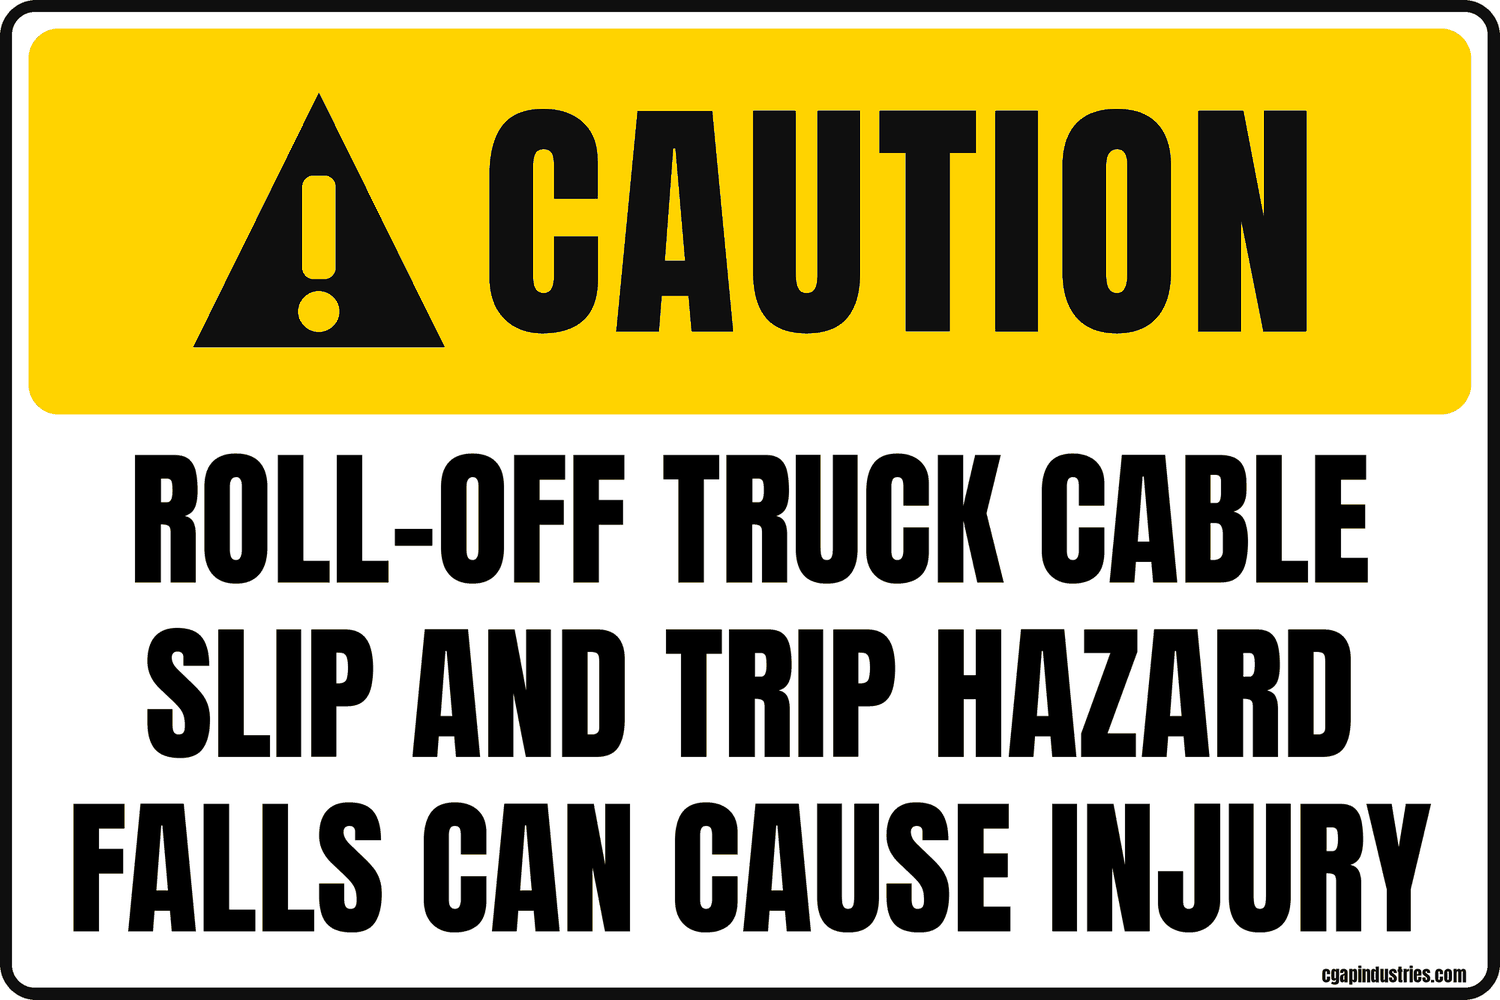 CAUTION
ROLL-OFF TRUCK CABLE
SLIP AND TRIP HAZARD
FALLS CAN CAUSE INJURY
cgapindustries.com